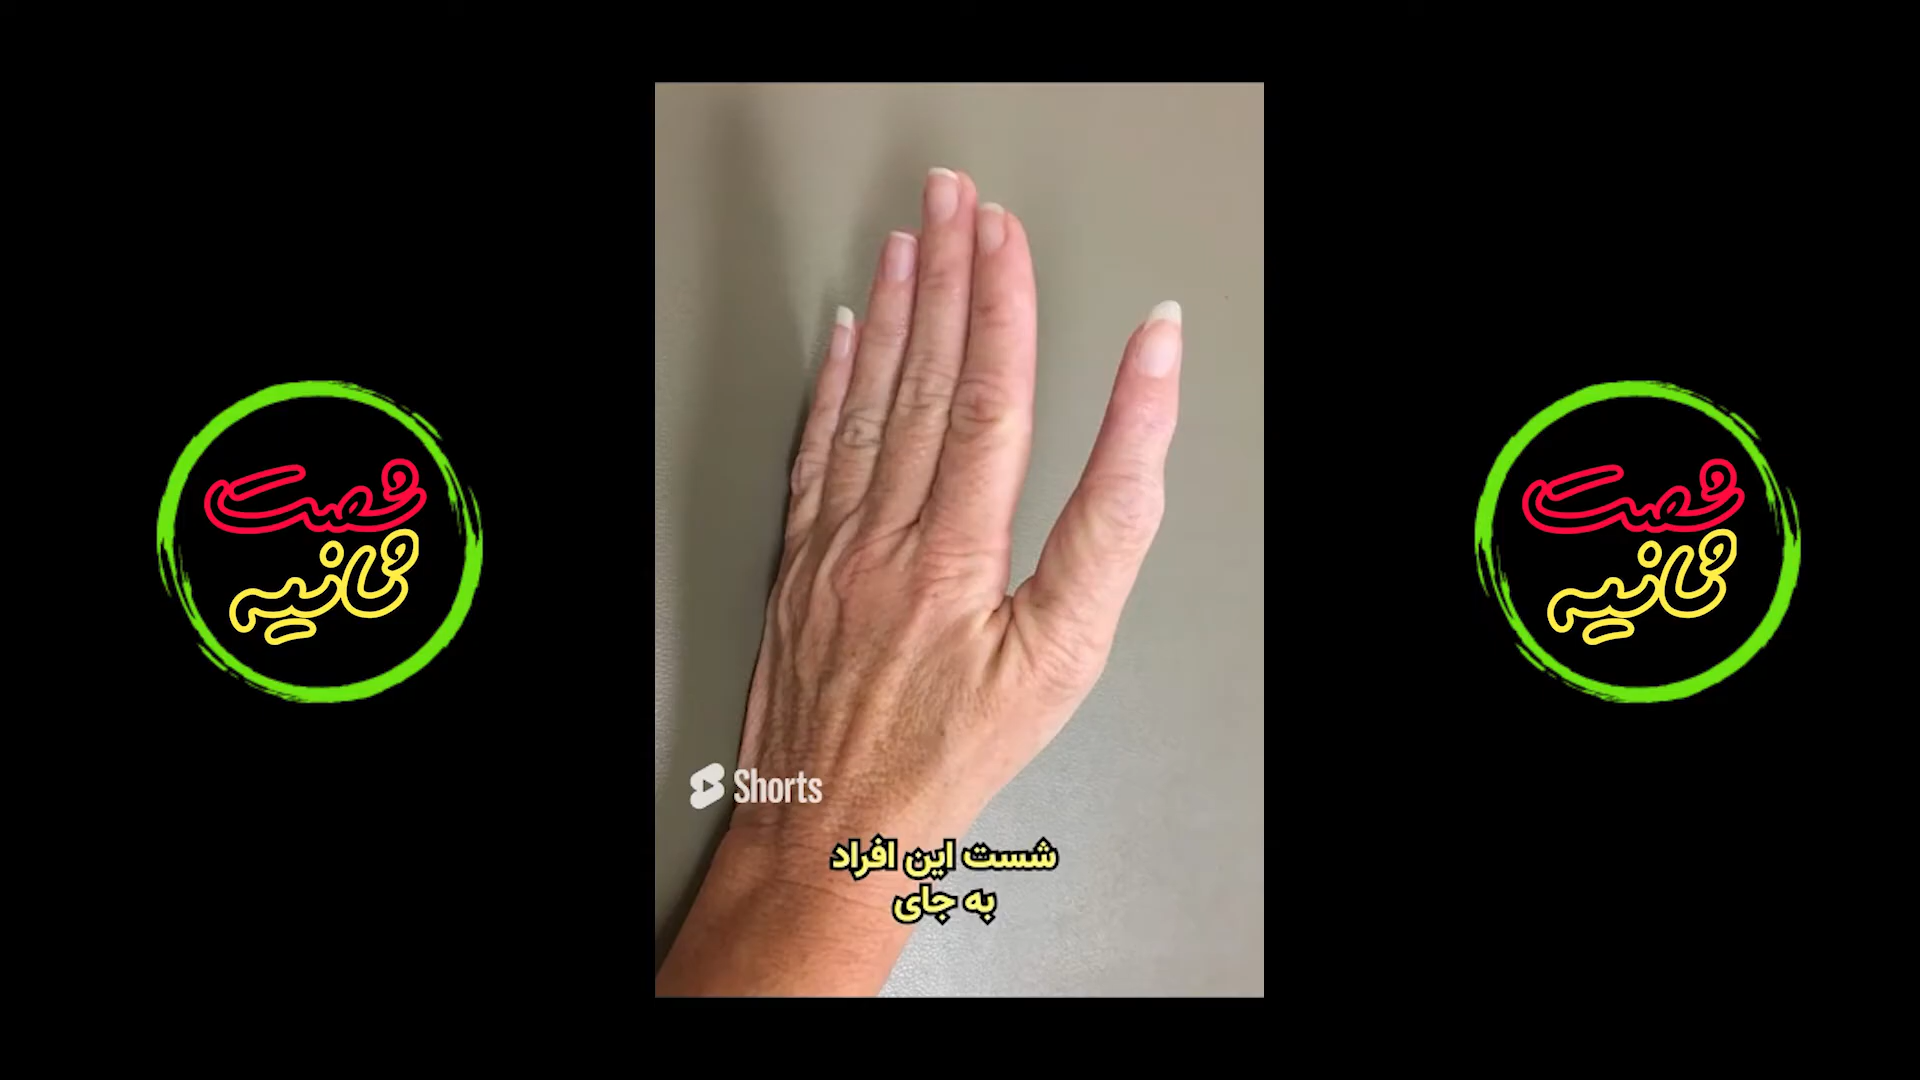 شصت
ثانیه
Shorts
شست این افراد
به جای
شصت
ثانیه